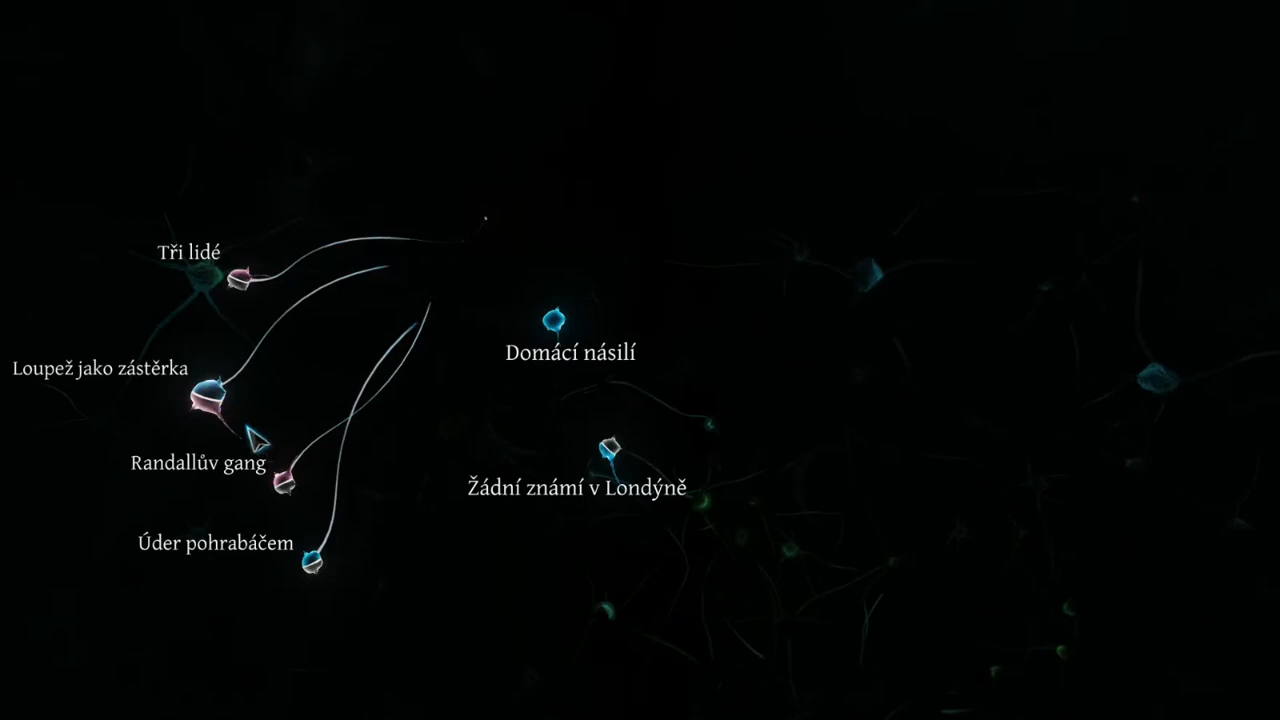 Tři lidé
Domácí násilí
Loupež jako zástěrka
Randallův gang
Žádní známí v Londýně
Úder pohrabáčem